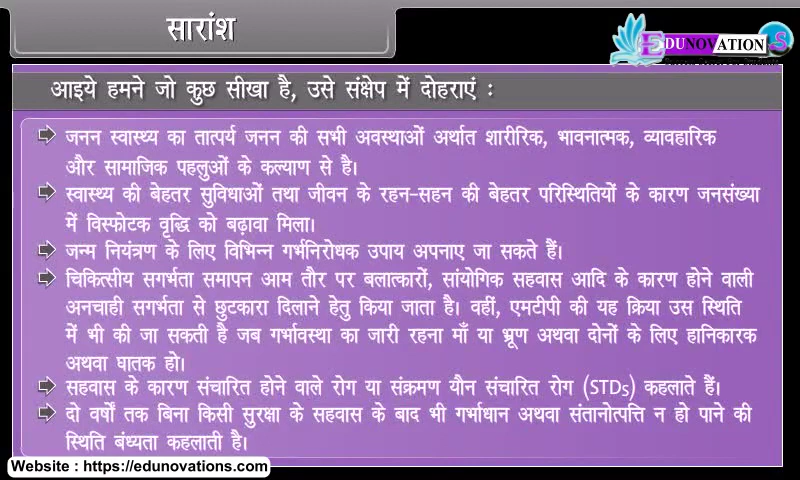 सारांश
EDUNOVATION S
आइये हमने जो कुछ सीखा है, उसे संक्षेप में दोहराएं :
जनन स्वास्थ्य का तात्पर्य जनन की सभी अवस्थाओं अर्थात शारीरिक, भावनात्मक, व्यावहारिक
और सामाजिक पहलुओं के कल्याण से है।
स्वास्थ्य की बेहतर सुविधाओं तथा जीवन के रहन-सहन की बेहतर परिस्थितियों के कारण जनसंख्या
में विस्फोटक वृद्धि को बढ़ावा मिला।
जन्म नियंत्रण के लिए विभिन्न गर्भनिरोधक उपाय अपनाए जा सकते हैं।
चिकित्सीय सगर्भता समापन आम तौर पर बलात्कारों, सांयोगिक सहवास आदि के कारण होने वाली
अनचाही सगर्भता से छुटकारा दिलाने हेतु किया जाता है। वहीं, एमटीपी की यह क्रिया उस स्थिति
में भी की जा सकती है जब गर्भावस्था का जारी रहना माँ या भ्रूण अथवा दोनों के लिए हानिकारक
अथवा घातक हो।
सहवास के कारण संचारित होने वाले रोग या संक्रमण यौन संचारित रोग (STDs) कहलाते हैं।
दो वर्षों तक बिना किसी सुरक्षा के सहवास के बाद भी गर्भाधान अथवा संतानोत्पत्ति न हो पाने की
स्थिति बंध्यता कहलाती है।
Website : https://edunovations.com